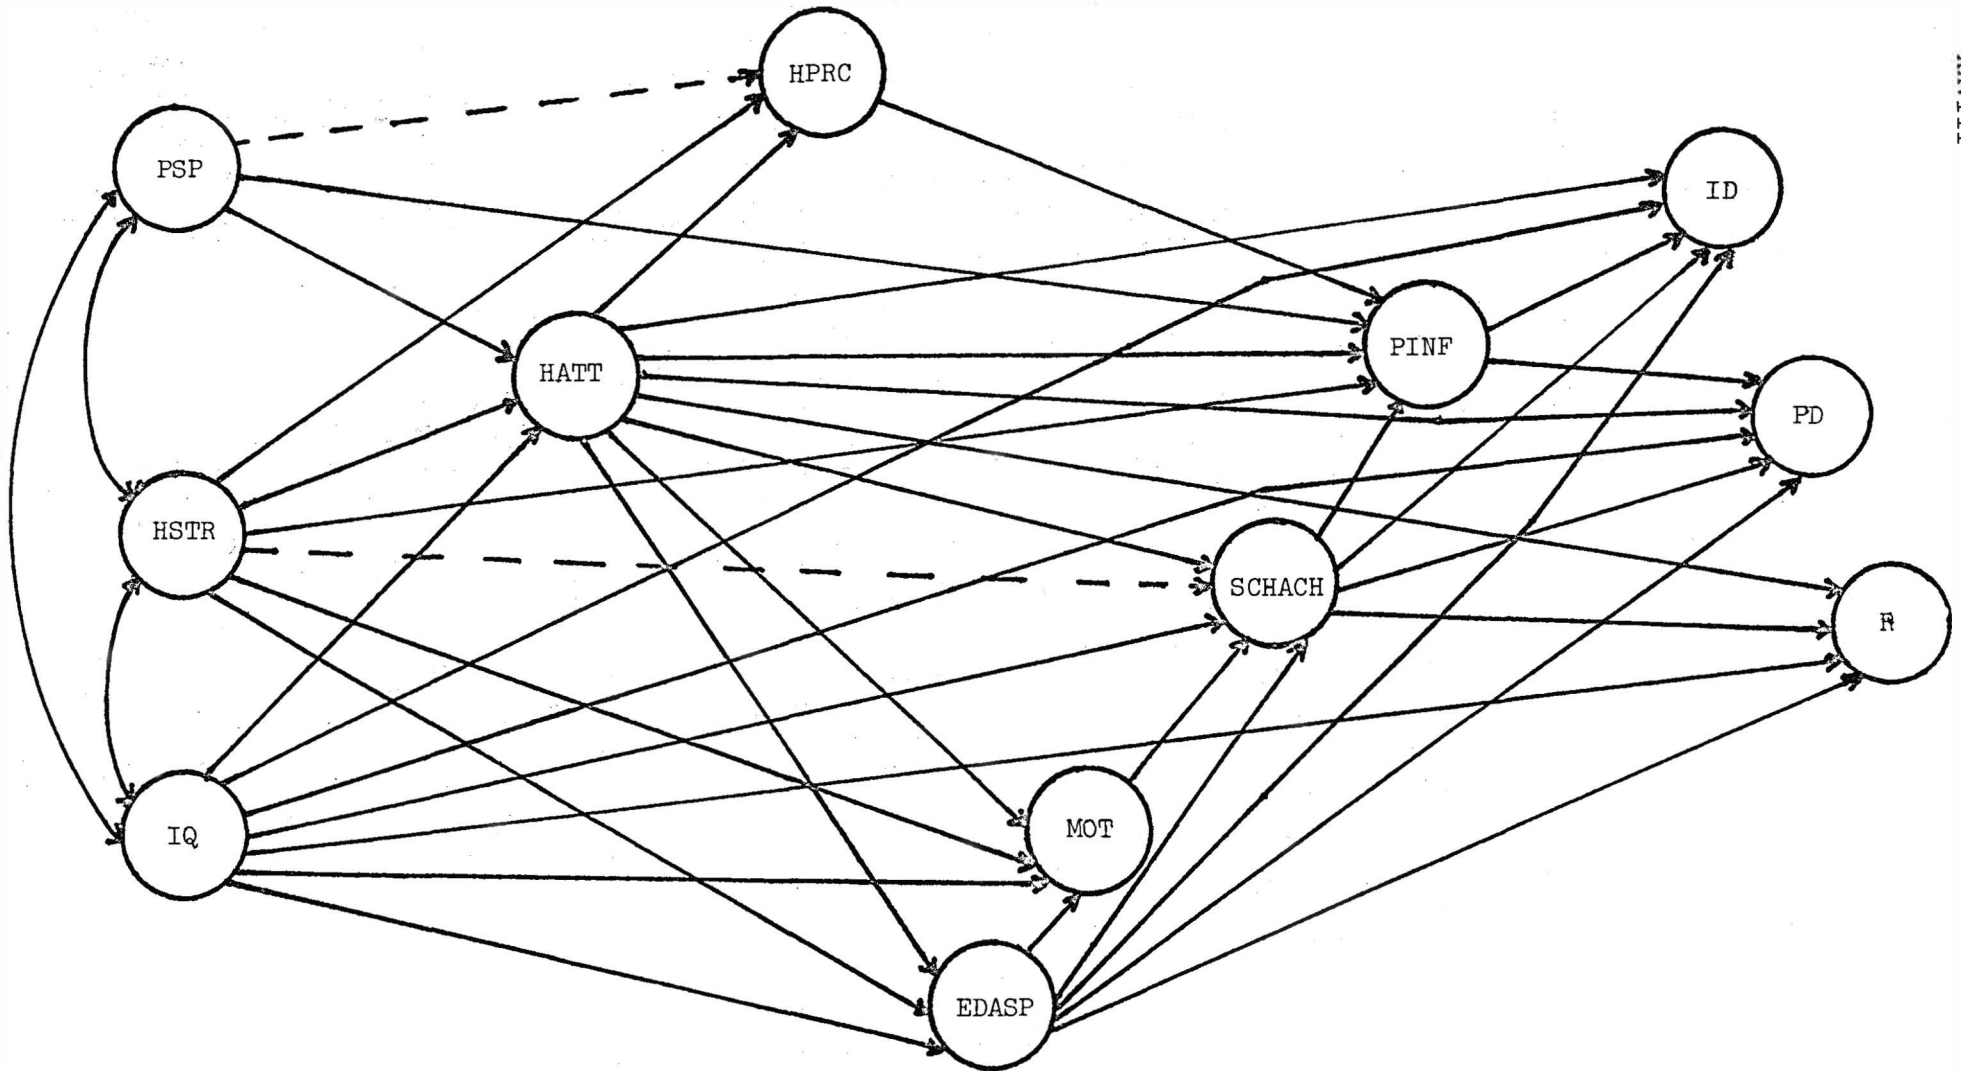 HPRC
PSP
ID
PINF
HATT
PD
HSTR
SCHACH
R
MOT
IQ
EDASP